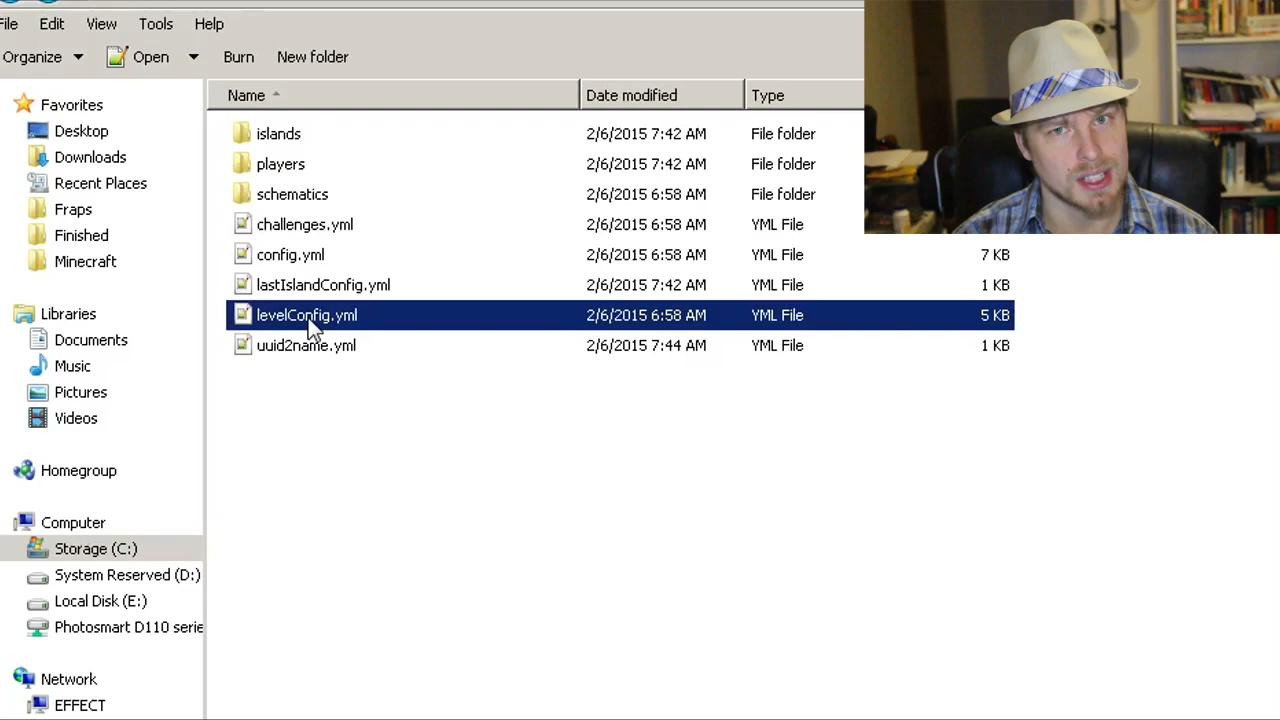 File Edit View Tools Help
Organize Open Burn New folder
Name Date modified Type
Favorites
Desktop
Downloads
Recent Places
Fraps
Finished
Minecraft
Libraries
Documents
Music
Pictures
Videos
Homegroup
Computer
Storage (C:)
System Reserved (D:)
Local Disk (E:)
Photosmart D110 serie
Network
EFFECT
islands 2/6/2015 7:42 AM File folder
players 2/6/2015 7:42 AM File folder
schematics 2/6/2015 6:58 AM File folder
challenges.yml 2/6/2015 6:58 AM YML File
config.yml 2/6/2015 6:58 AM YML File 7 KB
lastIslandConfig.yml 2/6/2015 7:42 AM YML File 1 KB
levelConfig.yml 2/6/2015 6:58 AM YML File 5 KB
uuid2name.yml 2/6/2015 7:44 AM YML File 1 KB